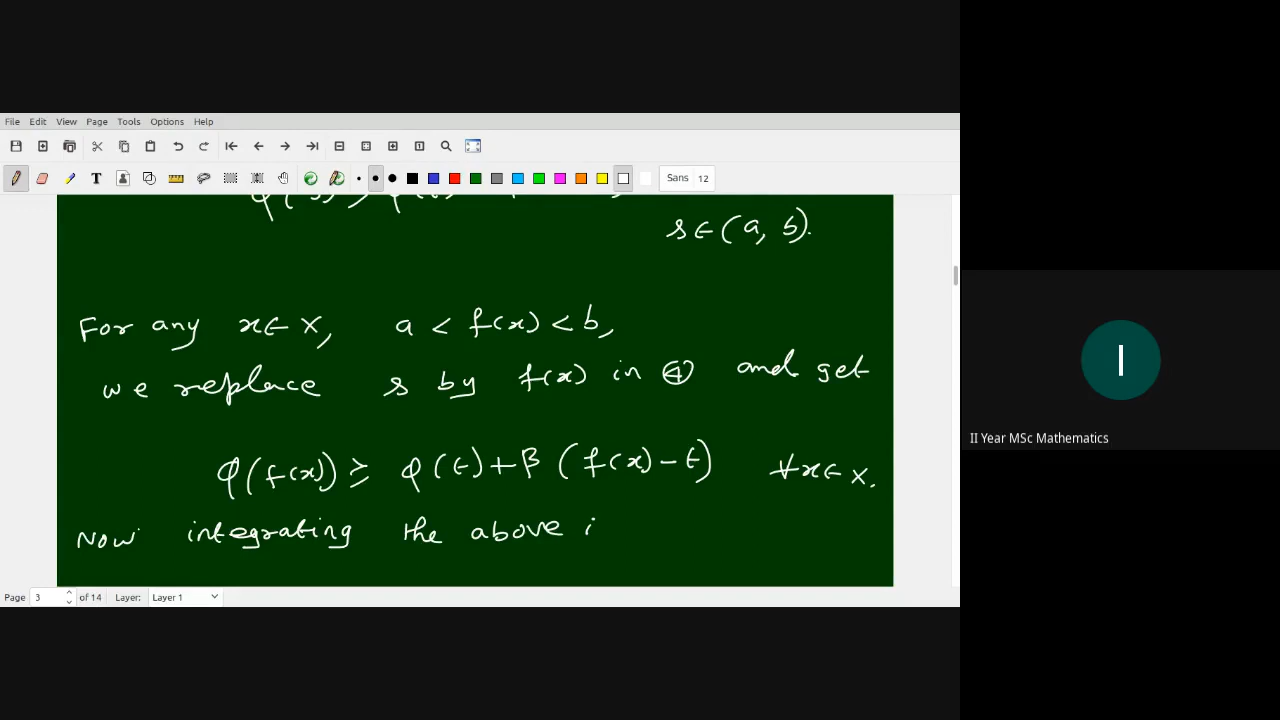 File Edit View Page Tools Options Help
Sans 12
s ∈ (a, b).
For any x ∈ X, a < f(x) < b,
we replace s by f(x) in ④ and get
φ(f(x)) ≥ φ(t) + β (f(x) - t) ∀ x ∈ X.
Now integrating the above i
Page 3 of 14 Layer: Layer 1
I
II Year MSc Mathematics